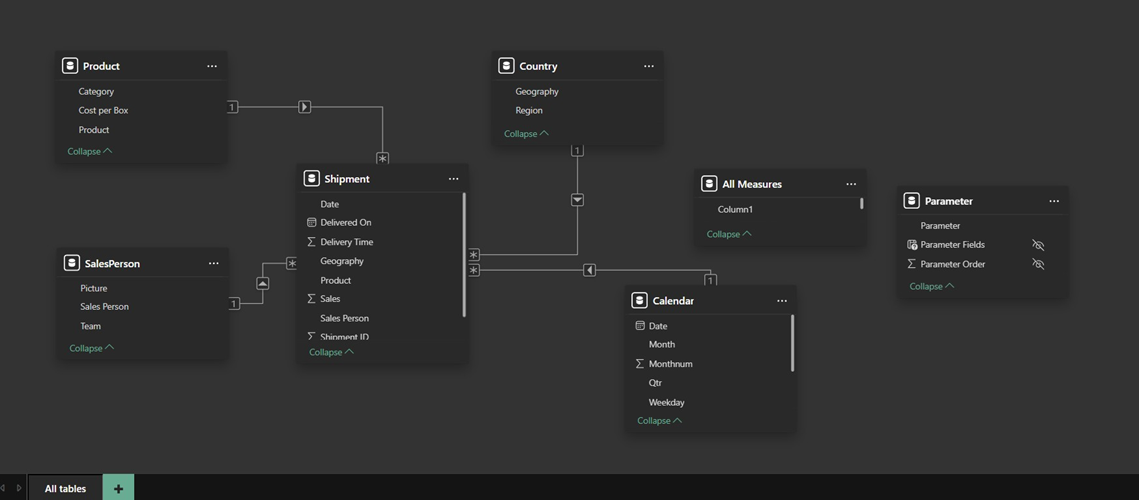 Product
Category
Cost per Box
Product
Collapse
Country
Geography
Region
Collapse
1
1
*
Shipment
Date
Delivered On
Delivery Time
Geography
Product
Sales
Sales Person
Shipment ID
Collapse
All Measures
Column1
Collapse
Parameter
Parameter
Parameter Fields
Parameter Order
Collapse
SalesPerson
Picture
Sales Person
Team
Collapse
1
*
*
*
1
Calendar
Date
Month
Monthnum
Qtr
Weekday
Collapse
All tables
+